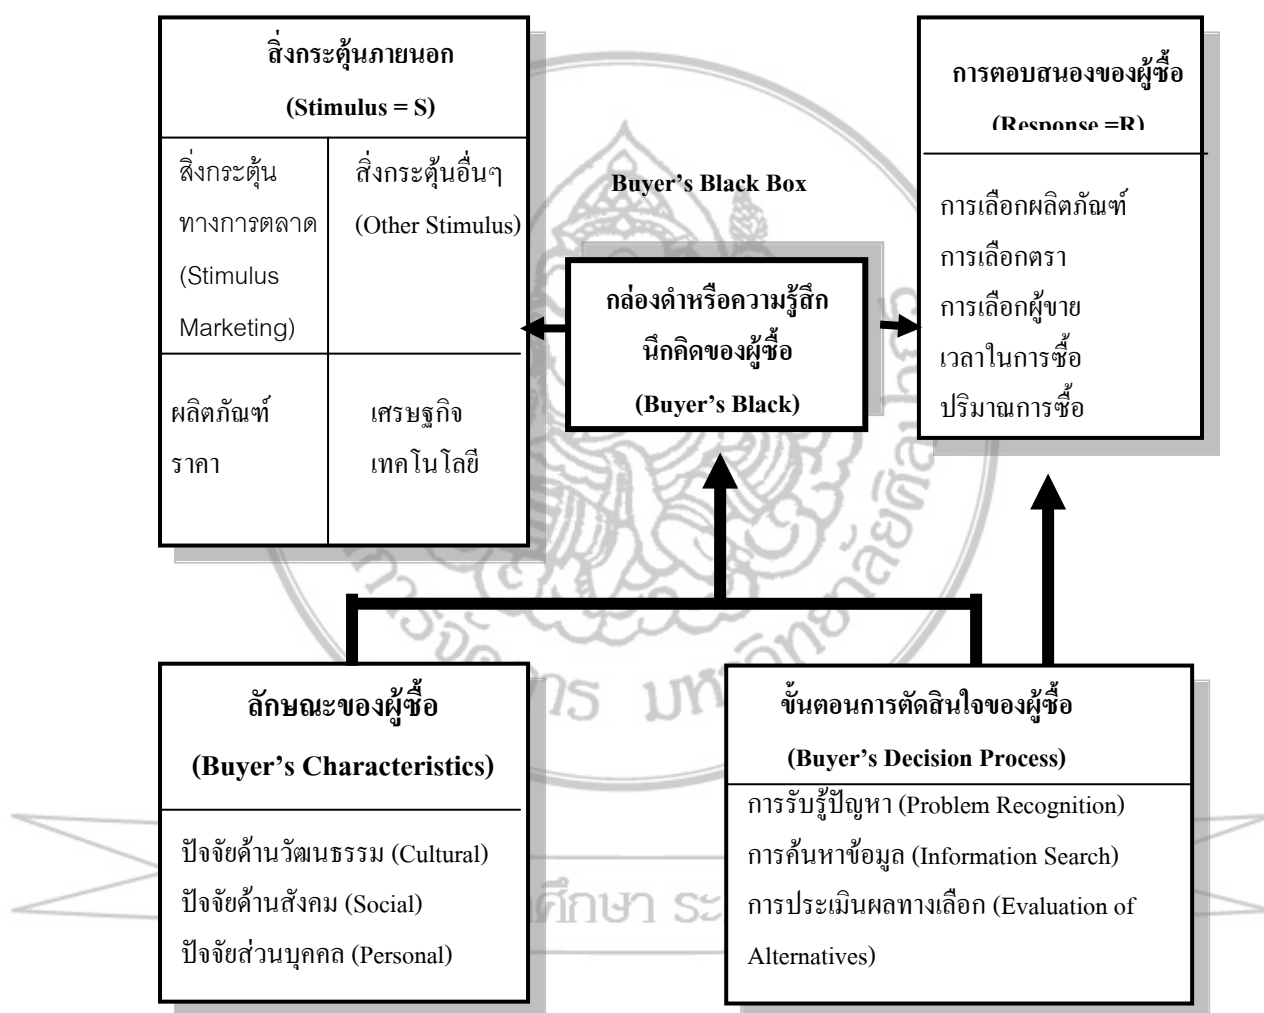 สิ่งกระตุ้นภายนอก
(Stimulus = S)
สิ่งกระตุ้น
ทางการตลาด
(Stimulus
Marketing)
สิ่งกระตุ้นอื่นๆ
(Other Stimulus)
ผลิตภัณฑ์
ราคา
เศรษฐกิจ
เทคโนโลยี
Buyer’s Black Box
กล่องดำหรือความรู้สึก
นึกคิดของผู้ซื้อ
(Buyer’s Black)
การตอบสนองของผู้ซื้อ
(Response =R)
การเลือกผลิตภัณฑ์
การเลือกตรา
การเลือกผู้ขาย
เวลาในการซื้อ
ปริมาณการซื้อ
ลักษณะของผู้ซื้อ
(Buyer’s Characteristics)
ปัจจัยด้านวัฒนธรรม (Cultural)
ปัจจัยด้านสังคม (Social)
ปัจจัยส่วนบุคคล (Personal)
ขั้นตอนการตัดสินใจของผู้ซื้อ
(Buyer’s Decision Process)
การรับรู้ปัญหา (Problem Recognition)
การค้นหาข้อมูล (Information Search)
การประเมินผลทางเลือก (Evaluation of
Alternatives)